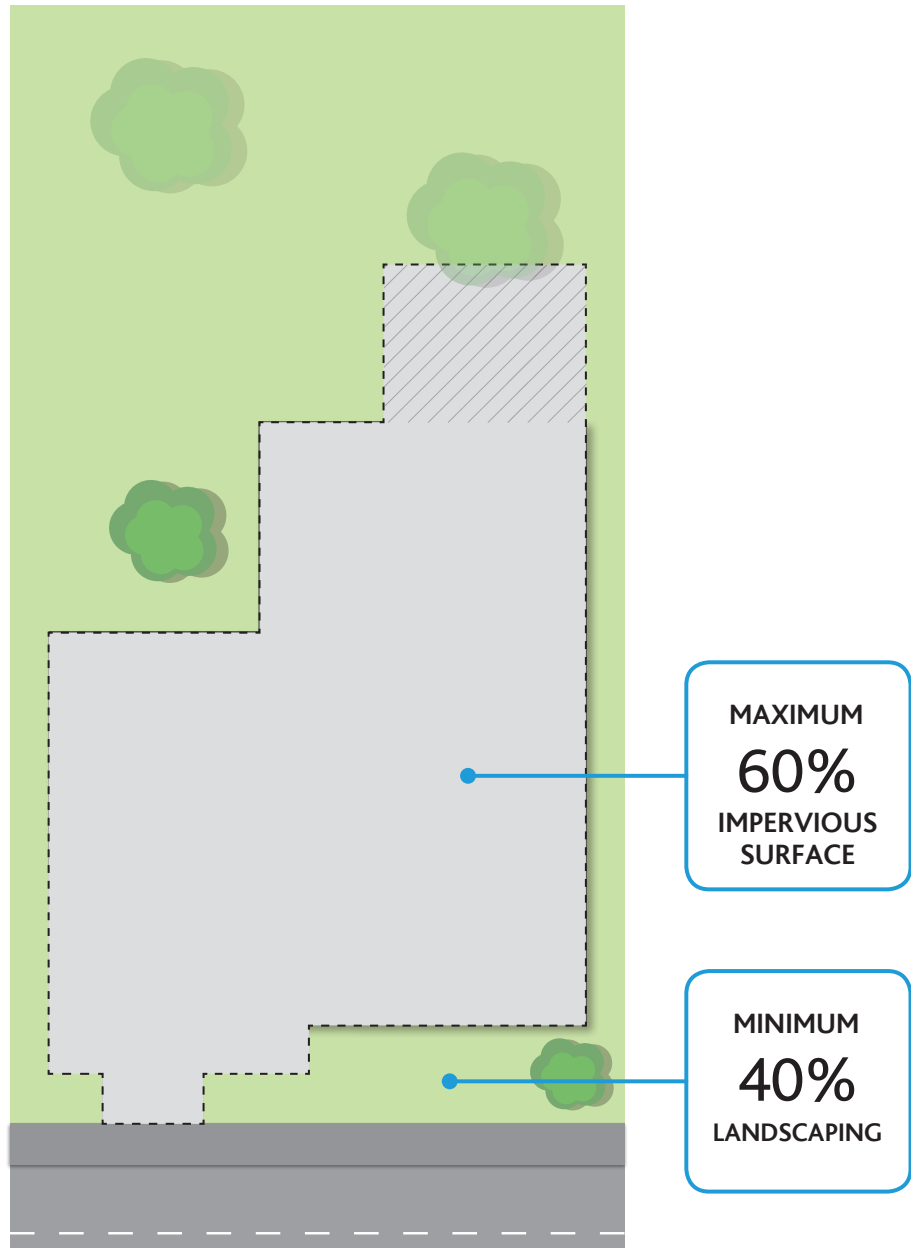 MAXIMUM
60%
IMPERVIOUS
SURFACE
MINIMUM
40%
LANDSCAPING